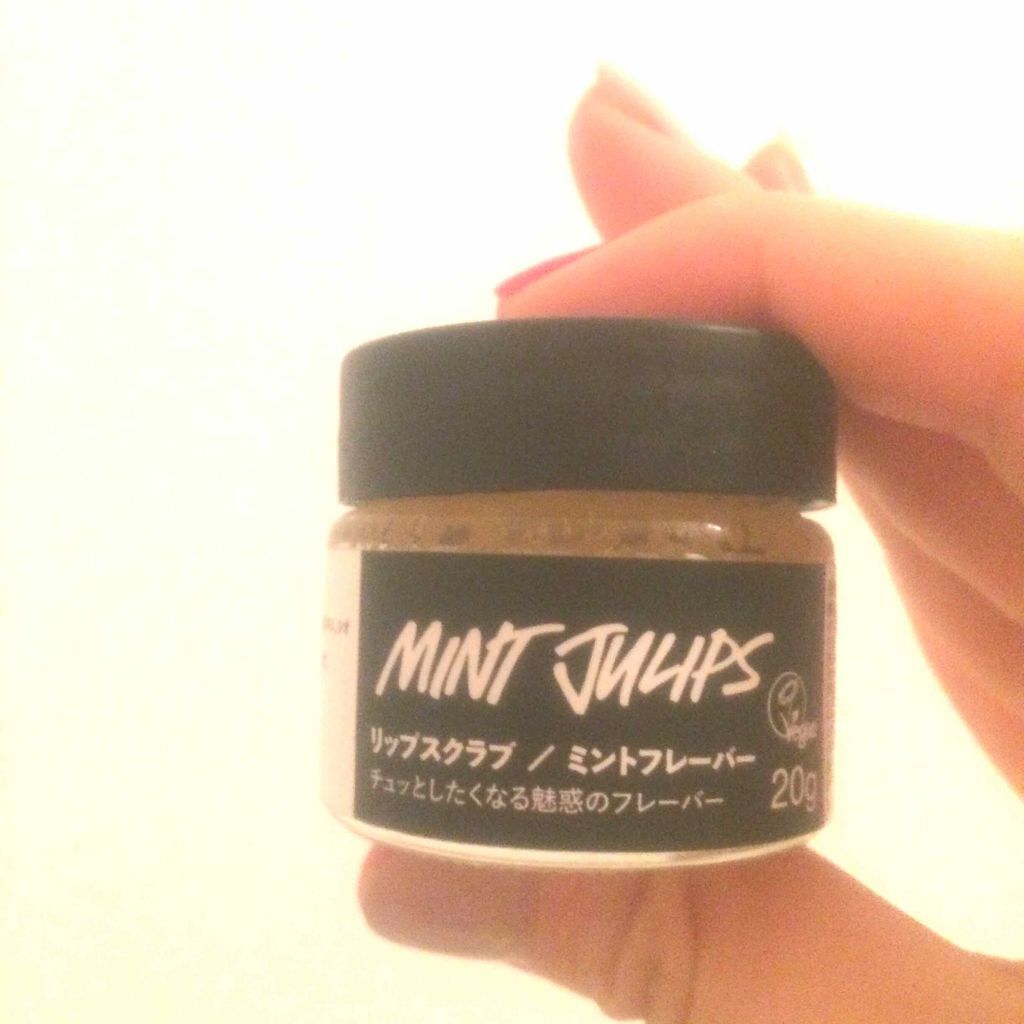 MINT JULIPS
Vegan
リップスクラブ / ミントフレーバー
チュッとしたくなる魅惑のフレーバー
20g